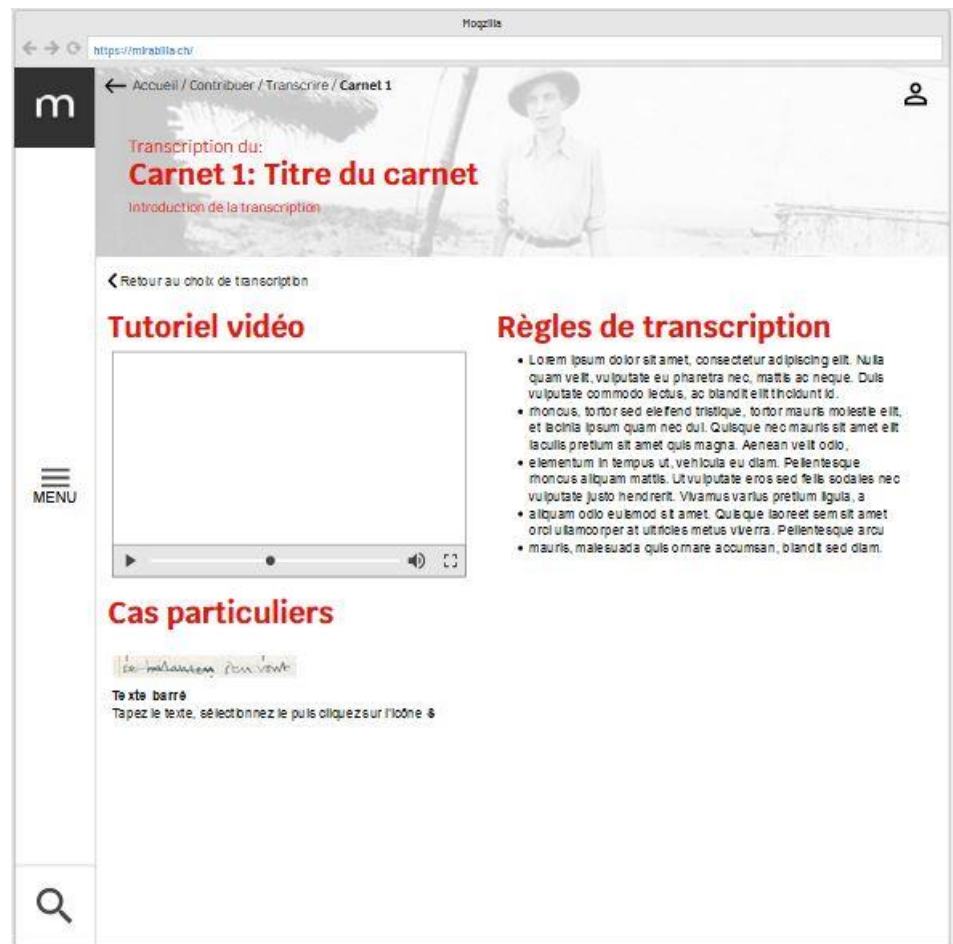 Moqzilla
https://mirabilia.ch/
m
Accueil / Contribuer / Transcrire / Carnet 1
Transcription du:
Carnet 1: Titre du carnet
Introduction de la transcription
Retour au choix de transcription
Tutoriel vidéo
MENU
Cas particuliers
Texte barré
Tapez le texte, sélectionnez le puis cliquez sur l'icône S
Règles de transcription
• Lorem ipsum dolor sit amet, consectetur adipiscing elit. Nulla
quam velit, vulputate eu pharetra nec, mattis ac neque. Duis
vulputate commodo lectus, ac blandit elit tincidunt id.
• rhoncus, tortor sed eleifend tristique, tortor mauris molestie elit,
et lacinia ipsum quam nec dui. Quisque nec mauris sit amet elit
iaculis pretium sit amet quis magna. Aenean velit odio,
• elementum in tempus ut, vehicula eu diam. Pellentesque
rhoncus aliquam mattis. Ut vulputate eros sed felis sodales nec
vulputate justo hendrerit. Vivamus varius pretium ligula, a
• aliquam odio euismod sit amet. Quisque laoreet sem sit amet
orci ullamcorper at ultricies metus viverra. Pellentesque arcu
• mauris, malesuada quis ornare accumsan, blandit sed diam.